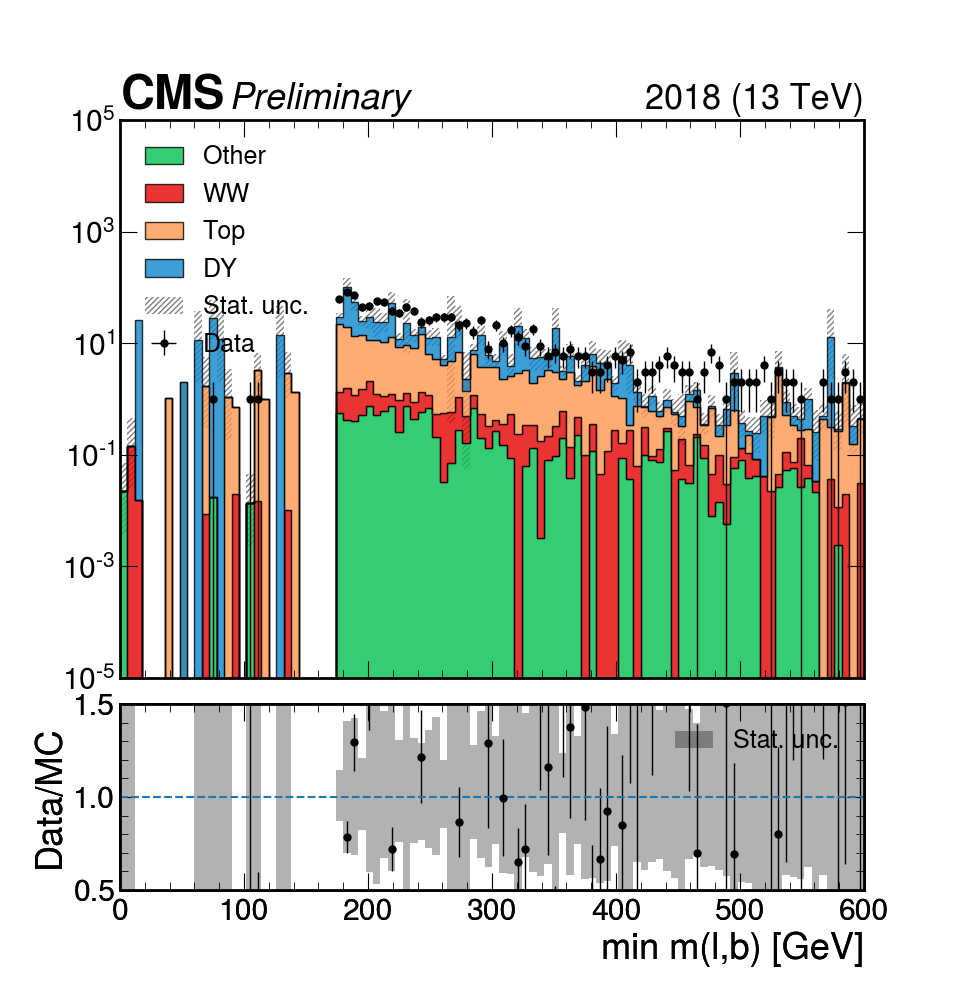 CMS Preliminary 2018 (13 TeV)
10^5
Other
WW
10^3
Top
DY
Stat. unc.
10^1
Data
10^-1
10^-3
10^-5
1.5
Stat. unc.
Data/MC
1.0
0.5
0 100 200 300 400 500 600
min m(l,b) [GeV]